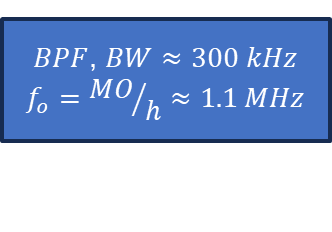 BPF, BW ≈ 300 kHz
fₒ = MO/h ≈ 1.1 MHz